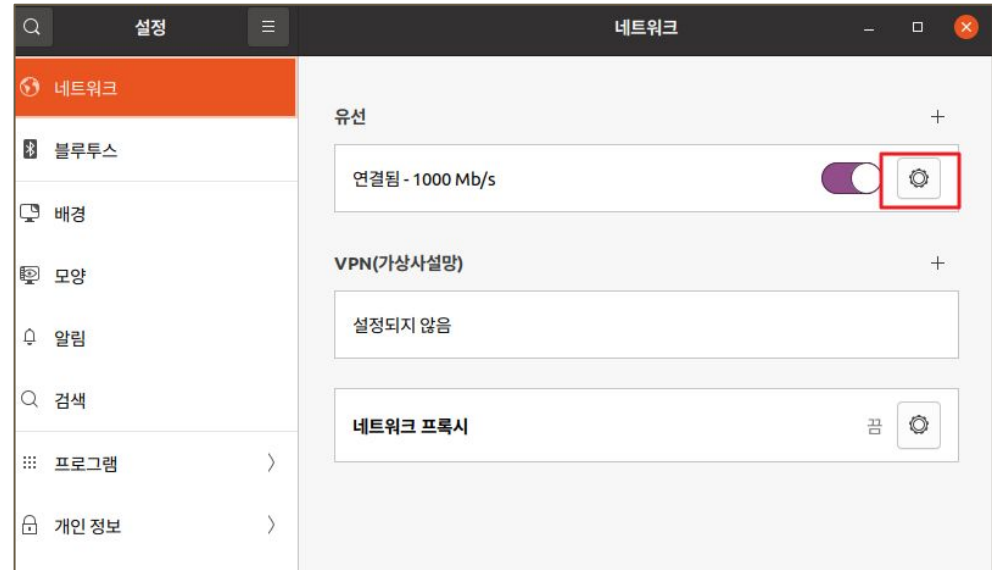 설정
네트워크
네트워크
블루투스
배경
모양
알림
검색
프로그램
개인 정보
유선
연결됨 - 1000 Mb/s
VPN(가상사설망)
설정되지 않음
네트워크 프록시
끔